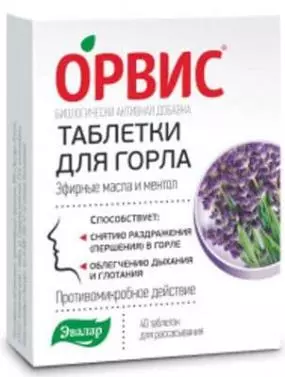 ОРВИС®
БИОЛОГИЧЕСКИ АКТИВНАЯ ДОБАВКА
ТАБЛЕТКИ
ДЛЯ ГОРЛА
Эфирные масла и ментол
СПОСОБСТВУЕТ:
СНЯТИЮ РАЗДРАЖЕНИЯ
(ПЕРШЕНИЯ) В ГОРЛЕ
ОБЛЕГЧЕНИЮ ДЫХАНИЯ
И ГЛОТАНИЯ
Противомикробное действие
Эвалар
40 таблеток
для рассасывания